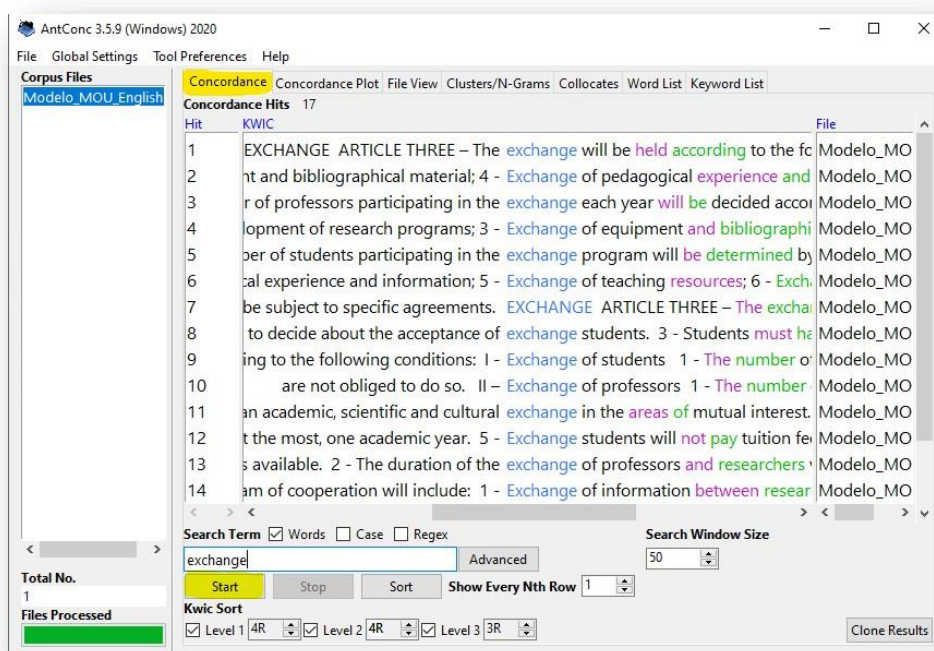 AntConc 3.5.9 (Windows) 2020
File Global Settings Tool Preferences Help
Corpus Files
Modelo_MOU_English
Concordance Concordance Plot File View Clusters/N-Grams Collocates Word List Keyword List
Concordance Hits 17
Hit KWIC File
1 EXCHANGE ARTICLE THREE – The exchange will be held according to the fo Modelo_MO
2 nt and bibliographical material; 4 - Exchange of pedagogical experience and Modelo_MO
3 r of professors participating in the exchange each year will be decided accor Modelo_MO
4 lopment of research programs; 3 - Exchange of equipment and bibliographi Modelo_MO
5 ber of students participating in the exchange program will be determined by Modelo_MO
6 cal experience and information; 5 - Exchange of teaching resources; 6 - Exch Modelo_MO
7 be subject to specific agreements. EXCHANGE ARTICLE THREE – The exchai Modelo_MO
8 to decide about the acceptance of exchange students. 3 - Students must ha Modelo_MO
9 ing to the following conditions: I - Exchange of students 1 - The number of Modelo_MO
10 are not obliged to do so. II – Exchange of professors 1 - The number Modelo_MO
11 an academic, scientific and cultural exchange in the areas of mutual interest. Modelo_MO
12 t the most, one academic year. 5 - Exchange students will not pay tuition fe Modelo_MO
13 s available. 2 - The duration of the exchange of professors and researchers Modelo_MO
14 am of cooperation will include: 1 - Exchange of information between resear Modelo_MO
Search Term Words Case Regex Search Window Size
exchange Advanced 50
Total No.
1
Start Stop Sort Show Every Nth Row 1
Files Processed
Kwic Sort
Level 1 4R Level 2 4R Level 3 3R Clone Results